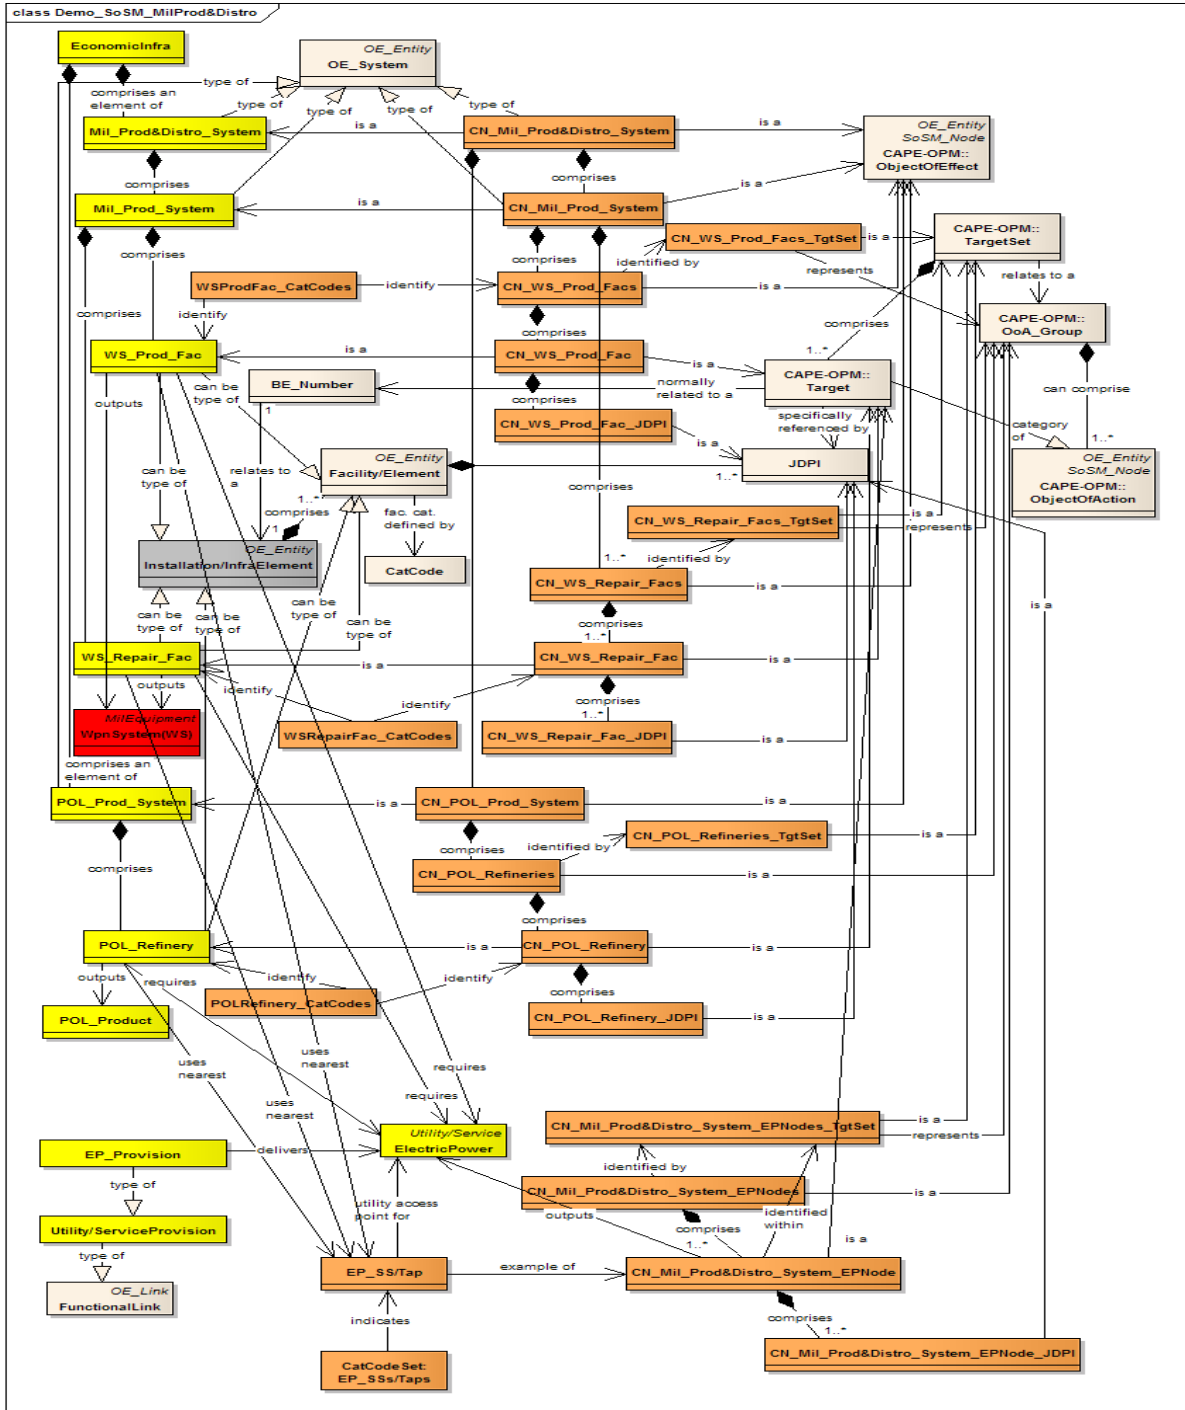 class Demo_SoSM_MilProd&Distro
EconomicInfra
OE_Entity
OE_System
type of
comprises an
element of
type of
type of
type of
type of
Mil_Prod&Distro_System
is a
CN_Mil_Prod&Distro_System
is a
OE_Entity
SoSM_Node
CAPE-OPM::
ObjectOfEffect
comprises
comprises
is a
Mil_Prod_System
is a
CN_Mil_Prod_System
CN_WS_Prod_Facs_TgtSet
is a
CAPE-OPM::
TargetSet
comprises
comprises
identified by
represents
relates to a
WSProdFac_CatCodes
identify
CN_WS_Prod_Facs
is a
comprises
identify
comprises
comprises
CAPE-OPM::
OoA_Group
WS_Prod_Fac
is a
CN_WS_Prod_Fac
is a
1..*
can be
type of
BE_Number
1
normally
related to a
CAPE-OPM::
Target
can comprise
outputs
comprises
specifically
referenced by
category
of
1..*
CN_WS_Prod_Fac_JDPI
is a
can be
type of
relates to
a
OE_Entity
Facility/Element
JDPI
1..*
OE_Entity
SoSM_Node
CAPE-OPM::
ObjectOfAction
1..*
comprises
1
fac. cat.
defined by
comprises
CN_WS_Repair_Facs_TgtSet
is a
represents
OE_Entity
Installation/InfraElement
CatCode
1..*
identified by
CN_WS_Repair_Facs
is a
can be
type of
can be
type of
can be
type of
can be
type of
comprises
1..*
is a
WS_Repair_Fac
is a
CN_WS_Repair_Fac
is a
outputs
identify
identify
comprises
1..*
MilEquipment
WpnSystem(WS)
WSRepairFac_CatCodes
CN_WS_Repair_Fac_JDPI
is a
comprises an
element of
POL_Prod_System
is a
CN_POL_Prod_System
is a
comprises
comprises
identified by
CN_POL_Refineries_TgtSet
is a
CN_POL_Refineries
is a
comprises
POL_Refinery
is a
CN_POL_Refinery
is a
outputs
requires
identify
identify
comprises
POL_Product
POLRefinery_CatCodes
CN_POL_Refinery_JDPI
is a
uses
nearest
uses
nearest
requires
uses
nearest
requires
Utility/Service
ElectricPower
CN_Mil_Prod&Distro_System_EPNodes_TgtSet
is a
represents
EP_Provision
delivers
identified by
type of
utility access
point for
CN_Mil_Prod&Distro_System_EPNodes
is a
outputs
identified
within
Utility/ServiceProvision
comprises
1..*
is a
type of
EP_SS/Tap
example of
CN_Mil_Prod&Distro_System_EPNode
OE_Link
FunctionalLink
indicates
comprises
1..*
CatCodeSet:
EP_SSs/Taps
CN_Mil_Prod&Distro_System_EPNode_JDPI